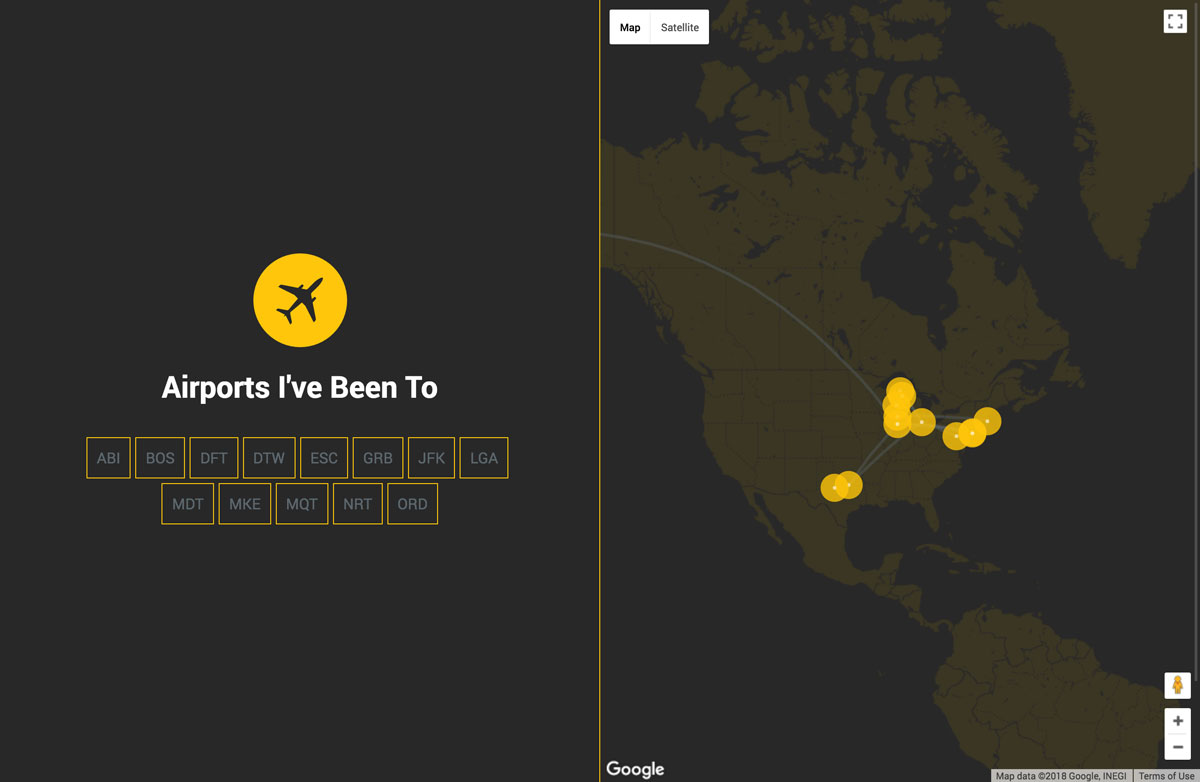 Map Satellite
Airports I've Been To
ABI BOS DFT DTW ESC GRB JFK LGA
MDT MKE MQT NRT ORD
Google
Map data ©2018 Google, INEGI Terms of Use